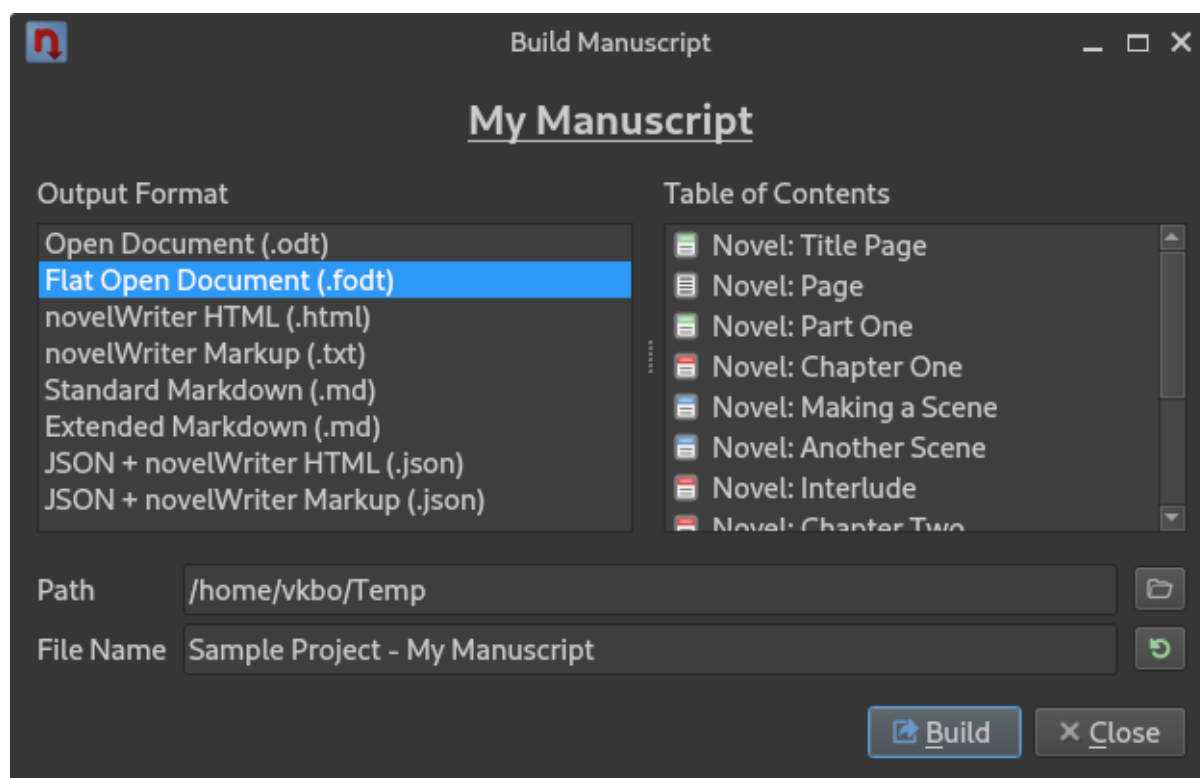 Build Manuscript
My Manuscript
Output Format
Open Document (.odt)
Flat Open Document (.fodt)
novelWriter HTML (.html)
novelWriter Markup (.txt)
Standard Markdown (.md)
Extended Markdown (.md)
JSON + novelWriter HTML (.json)
JSON + novelWriter Markup (.json)
Table of Contents
Novel: Title Page
Novel: Page
Novel: Part One
Novel: Chapter One
Novel: Making a Scene
Novel: Another Scene
Novel: Interlude
Novel: Chapter Two
Path /home/vkbo/Temp
File Name Sample Project - My Manuscript
Build Close